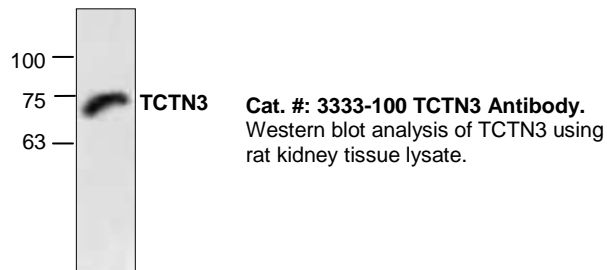 100
75
TCTN3
63
Cat. #: 3333-100 TCTN3 Antibody.
Western blot analysis of TCTN3 using
rat kidney tissue lysate.